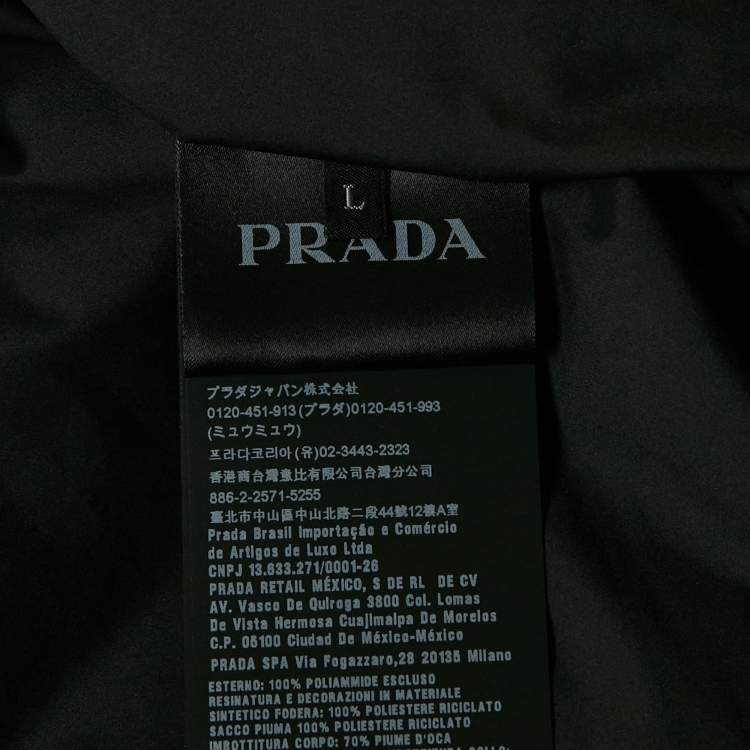 L
PRADA
プラダジャパン株式会社
0120-451-913(プラダ)0120-451-993
(ミュウミュウ)
프라다코리아(유)02-3443-2323
香港商台灣意比有限公司台灣分公司
886-2-2571-5255
臺北市中山區中山北路二段44號12樓A室
Prada Brasil Importação e Comércio
de Artigos de Luxo Ltda
CNPJ 13.633.271/0001-26
PRADA RETAIL MÉXICO, S DE RL DE CV
AV. Vasco De Quiroga 3800 Col. Lomas
De Vista Hermosa Cuajimalpa De Morelos
C.P. 05100 Ciudad De México-México
PRADA SPA Via Fogazzaro,28 20135 Milano
ESTERNO: 100% POLIAMMIDE ESCLUSO
RESINATURA E DECORAZIONI IN MATERIALE
SINTETICO FODERA: 100% POLIESTERE RICICLATO
SACCO PIUMA 100% POLIESTERE RICICLATO
IMBOTTITURA CORPO: 70% PIUME D'OCA